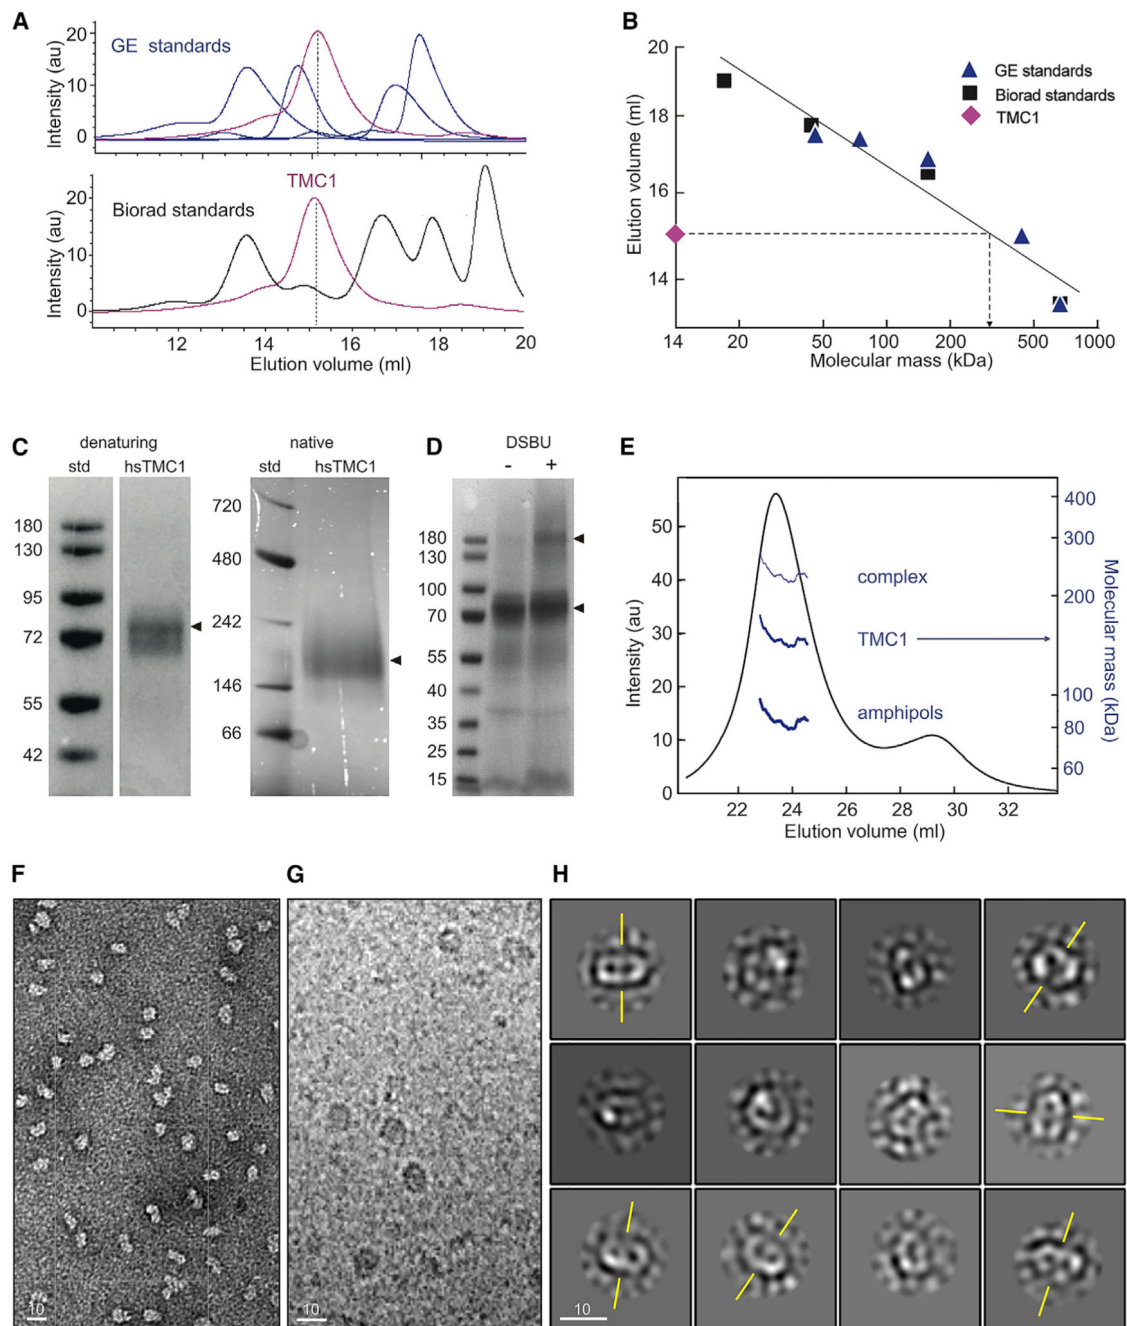 A
GE standards
Intensity (au)
20
10
0
14
16
18
TMC1
Biorad standards
Intensity (au)
20
10
0
12
14
16
18
20
Elution volume (ml)
B
20
18
16
14
Elution volume (ml)
GE standards
Biorad standards
TMC1
14
20
50
100
200
500
1000
Molecular mass (kDa)
C
denaturing
std
hsTMC1
180
130
95
72
55
42
native
std
hsTMC1
720
480
242
146
66
D
DSBU
- +
180
130
100
70
55
40
35
25
15
E
50
40
30
20
10
0
Intensity (au)
complex
TMC1
amphipols
400
300
200
100
80
60
Molecular mass (kDa)
22
24
26
28
30
32
Elution volume (ml)
F
10
G
10
H
10